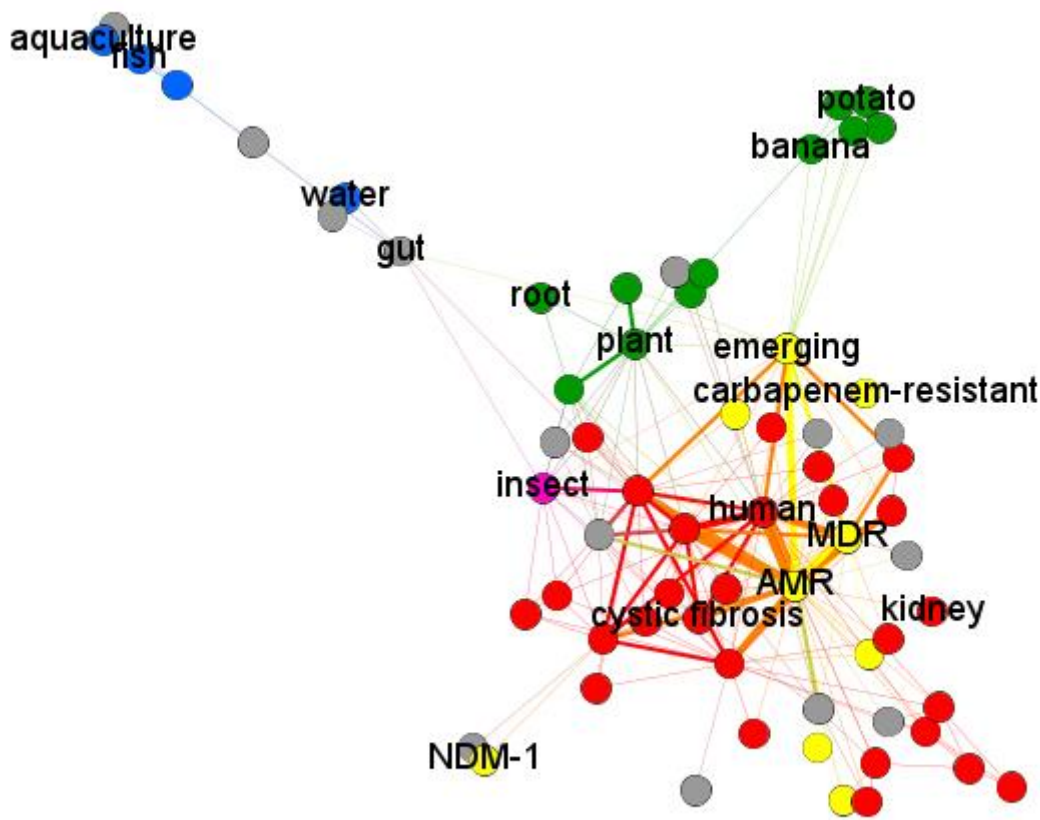 aquaculture
fish
potato
banana
water
gut
root
plant
emerging
carbapenem-resistant
insect
human
MDR
AMR
cystic fibrosis
kidney
NDM-1